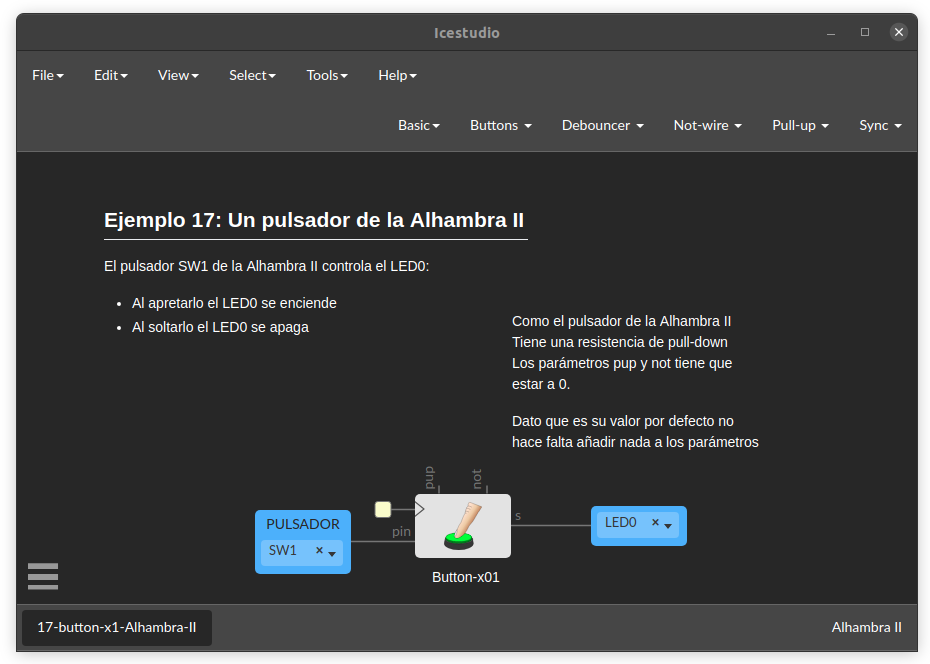 Icestudio
File Edit View Select Tools Help
Basic Buttons Debouncer Not-wire Pull-up Sync
Ejemplo 17: Un pulsador de la Alhambra II
El pulsador SW1 de la Alhambra II controla el LED0:
• Al apretarlo el LED0 se enciende
• Al soltarlo el LED0 se apaga
Como el pulsador de la Alhambra II
Tiene una resistencia de pull-down
Los parámetros pup y not tiene que
estar a 0.
Dato que es su valor por defecto no
hace falta añadir nada a los parámetros
pup not
PULSADOR
SW1 ×
pin
s
LED0 ×
Button-x01
17-button-x1-Alhambra-II
Alhambra II